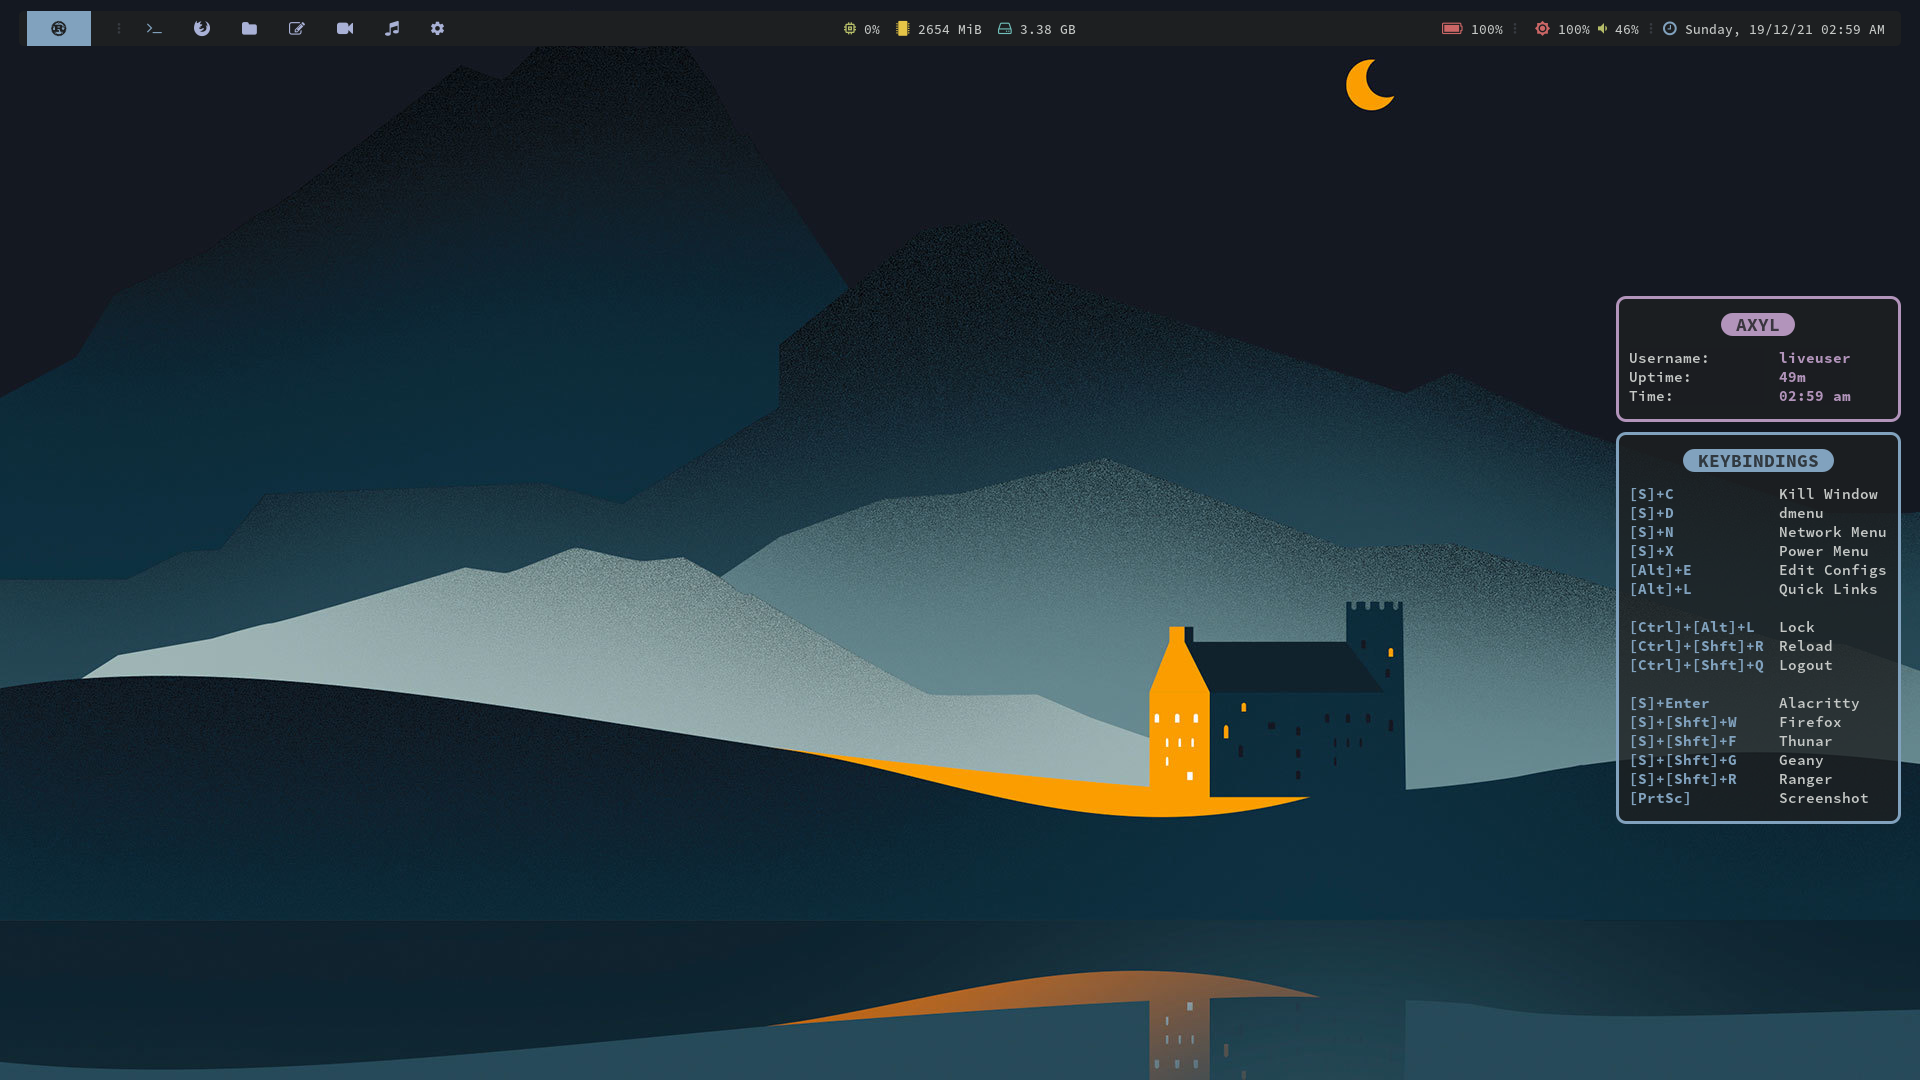 0% 2654 MiB 3.38 GB 100% 100% 46% Sunday, 19/12/21 02:59 AM
AXYL
Username: liveuser
Uptime: 49m
Time: 02:59 am
KEYBINDINGS
[S]+C Kill Window
[S]+D dmenu
[S]+N Network Menu
[S]+X Power Menu
[Alt]+E Edit Configs
[Alt]+L Quick Links
[Ctrl]+[Alt]+L Lock
[Ctrl]+[Shft]+R Reload
[Ctrl]+[Shft]+Q Logout
[S]+Enter Alacritty
[S]+[Shft]+W Firefox
[S]+[Shft]+F Thunar
[S]+[Shft]+G Geany
[S]+[Shft]+R Ranger
[PrtSc] Screenshot